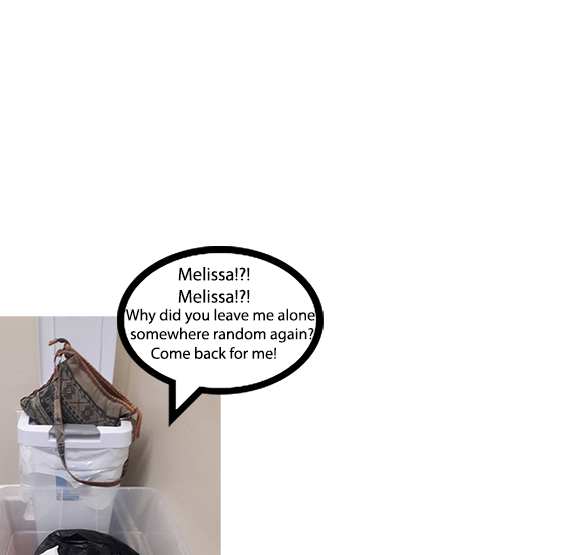 Melissa!?!
Melissa!?!
Why did you leave me alone
somewhere random again?
Come back for me!